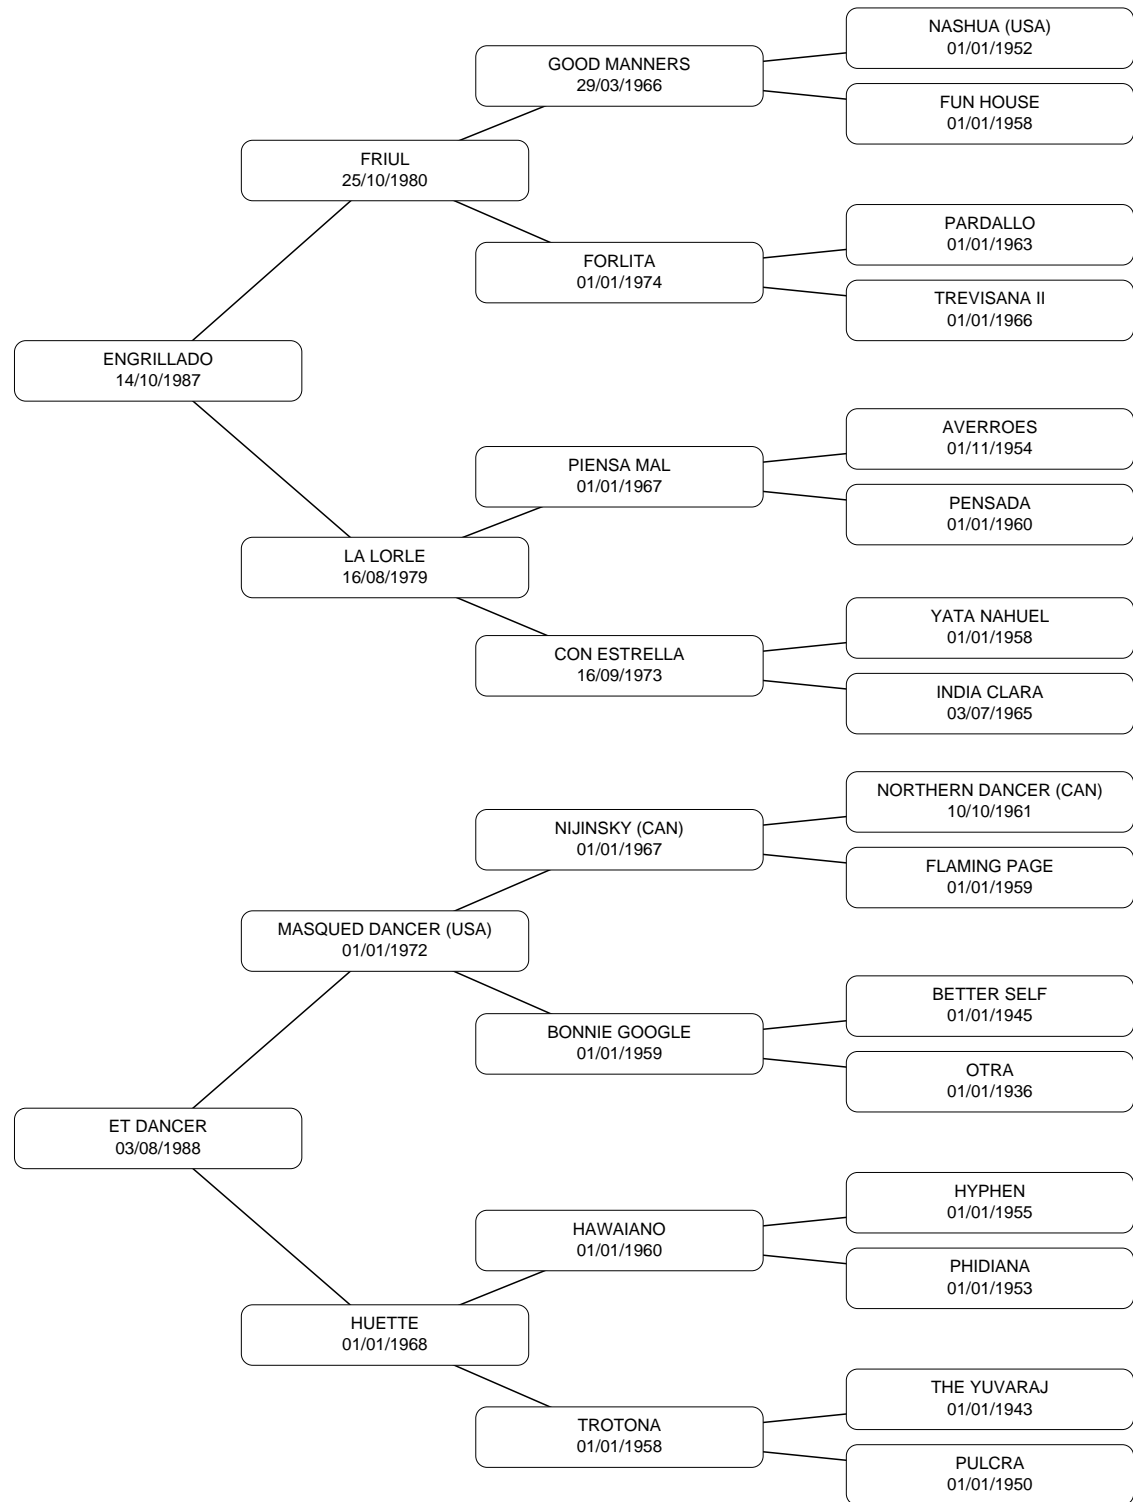 NASHUA (USA)
01/01/1952
GOOD MANNERS
29/03/1966
FUN HOUSE
01/01/1958
FRIUL
25/10/1980
PARDALLO
01/01/1963
FORLITA
01/01/1974
TREVISANA II
01/01/1966
ENGRILLADO
14/10/1987
AVERROES
01/11/1954
PIENSA MAL
01/01/1967
PENSADA
01/01/1960
LA LORLE
16/08/1979
YATA NAHUEL
01/01/1958
CON ESTRELLA
16/09/1973
INDIA CLARA
03/07/1965
NORTHERN DANCER (CAN)
10/10/1961
NIJINSKY (CAN)
01/01/1967
FLAMING PAGE
01/01/1959
MASQUED DANCER (USA)
01/01/1972
BETTER SELF
01/01/1945
BONNIE GOOGLE
01/01/1959
OTRA
01/01/1936
ET DANCER
03/08/1988
HYPHEN
01/01/1955
HAWAIANO
01/01/1960
PHIDIANA
01/01/1953
HUETTE
01/01/1968
THE YUVARAJ
01/01/1943
TROTONA
01/01/1958
PULCRA
01/01/1950